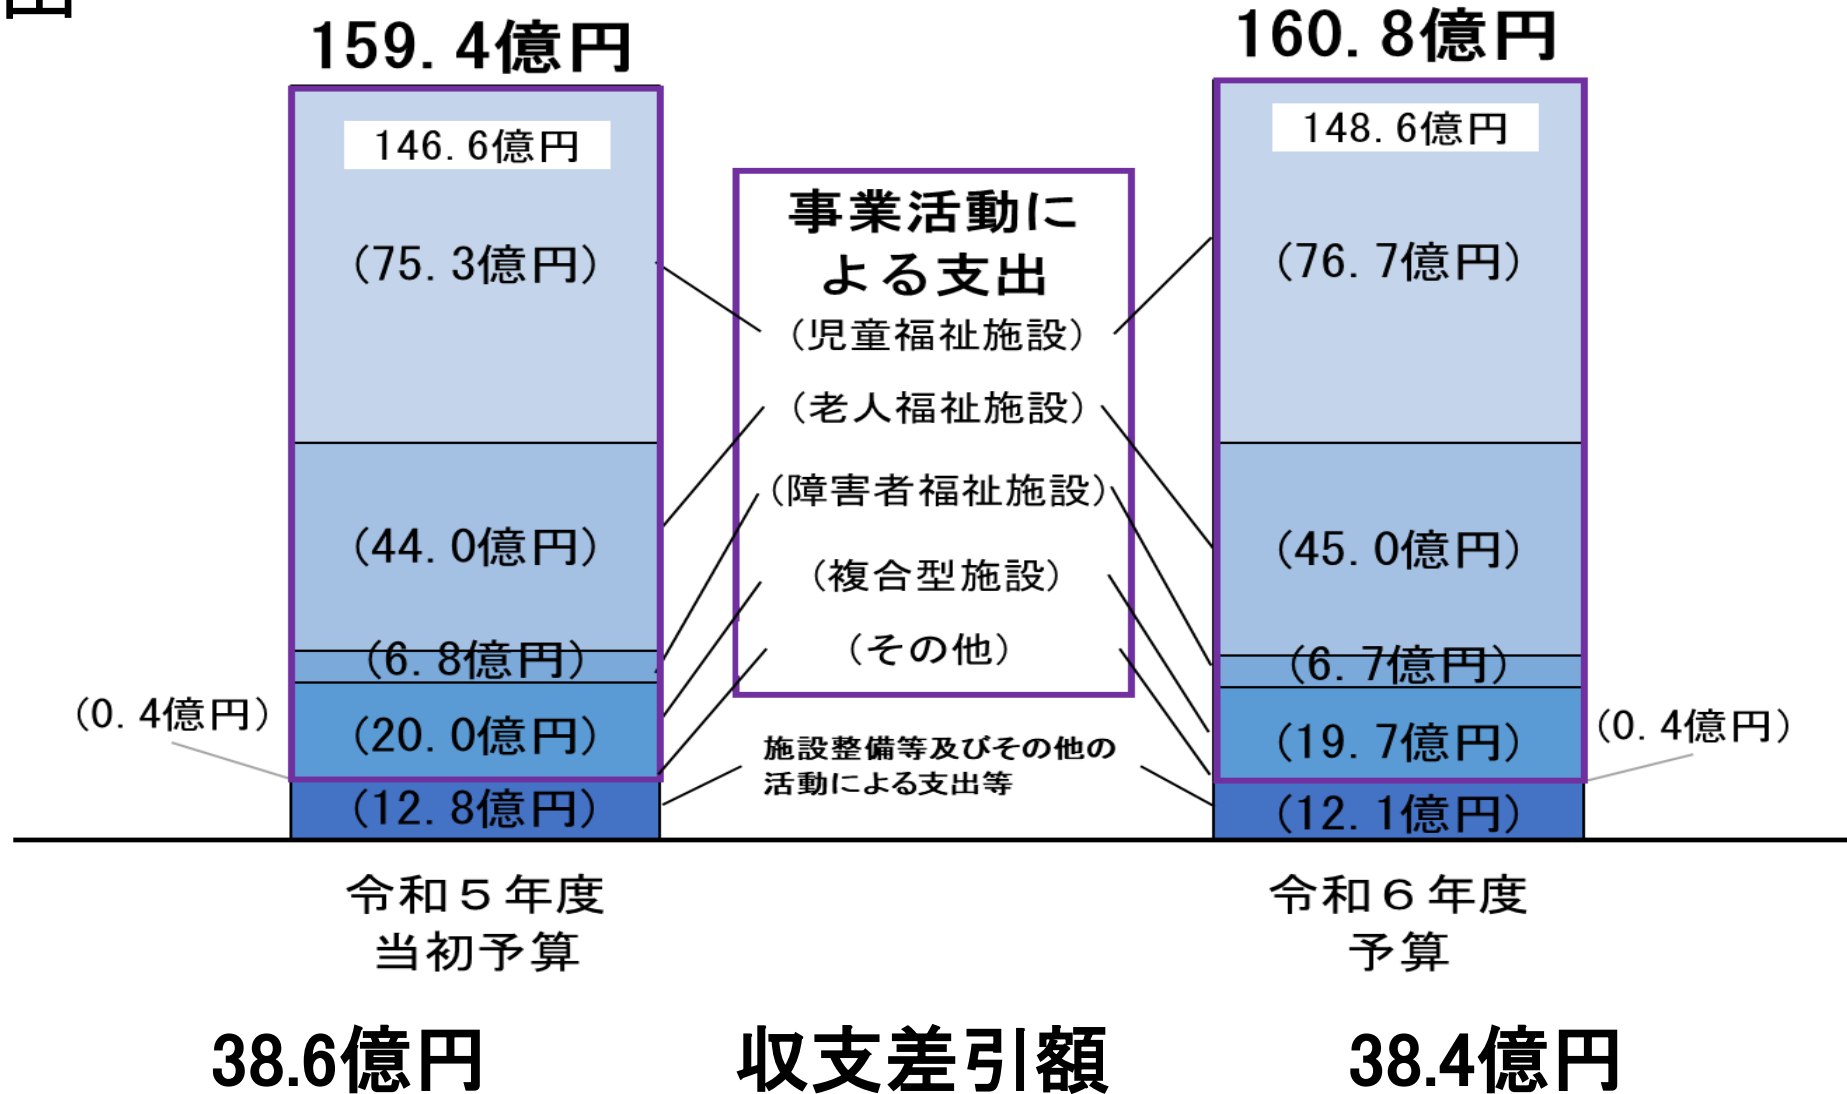 159.4億円
160.8億円
146.6億円
148.6億円
事業活動に
よる支出
(75.3億円)
(児童福祉施設)
(76.7億円)
(44.0億円)
(老人福祉施設)
(45.0億円)
(6.8億円)
(障害者福祉施設)
(6.7億円)
(20.0億円)
(複合型施設)
(19.7億円)
(0.4億円)
(その他)
(0.4億円)
(12.8億円)
施設整備等及びその他の
活動による支出等
(12.1億円)
令和５年度
当初予算
令和６年度
予算
38.6億円
収支差引額
38.4億円